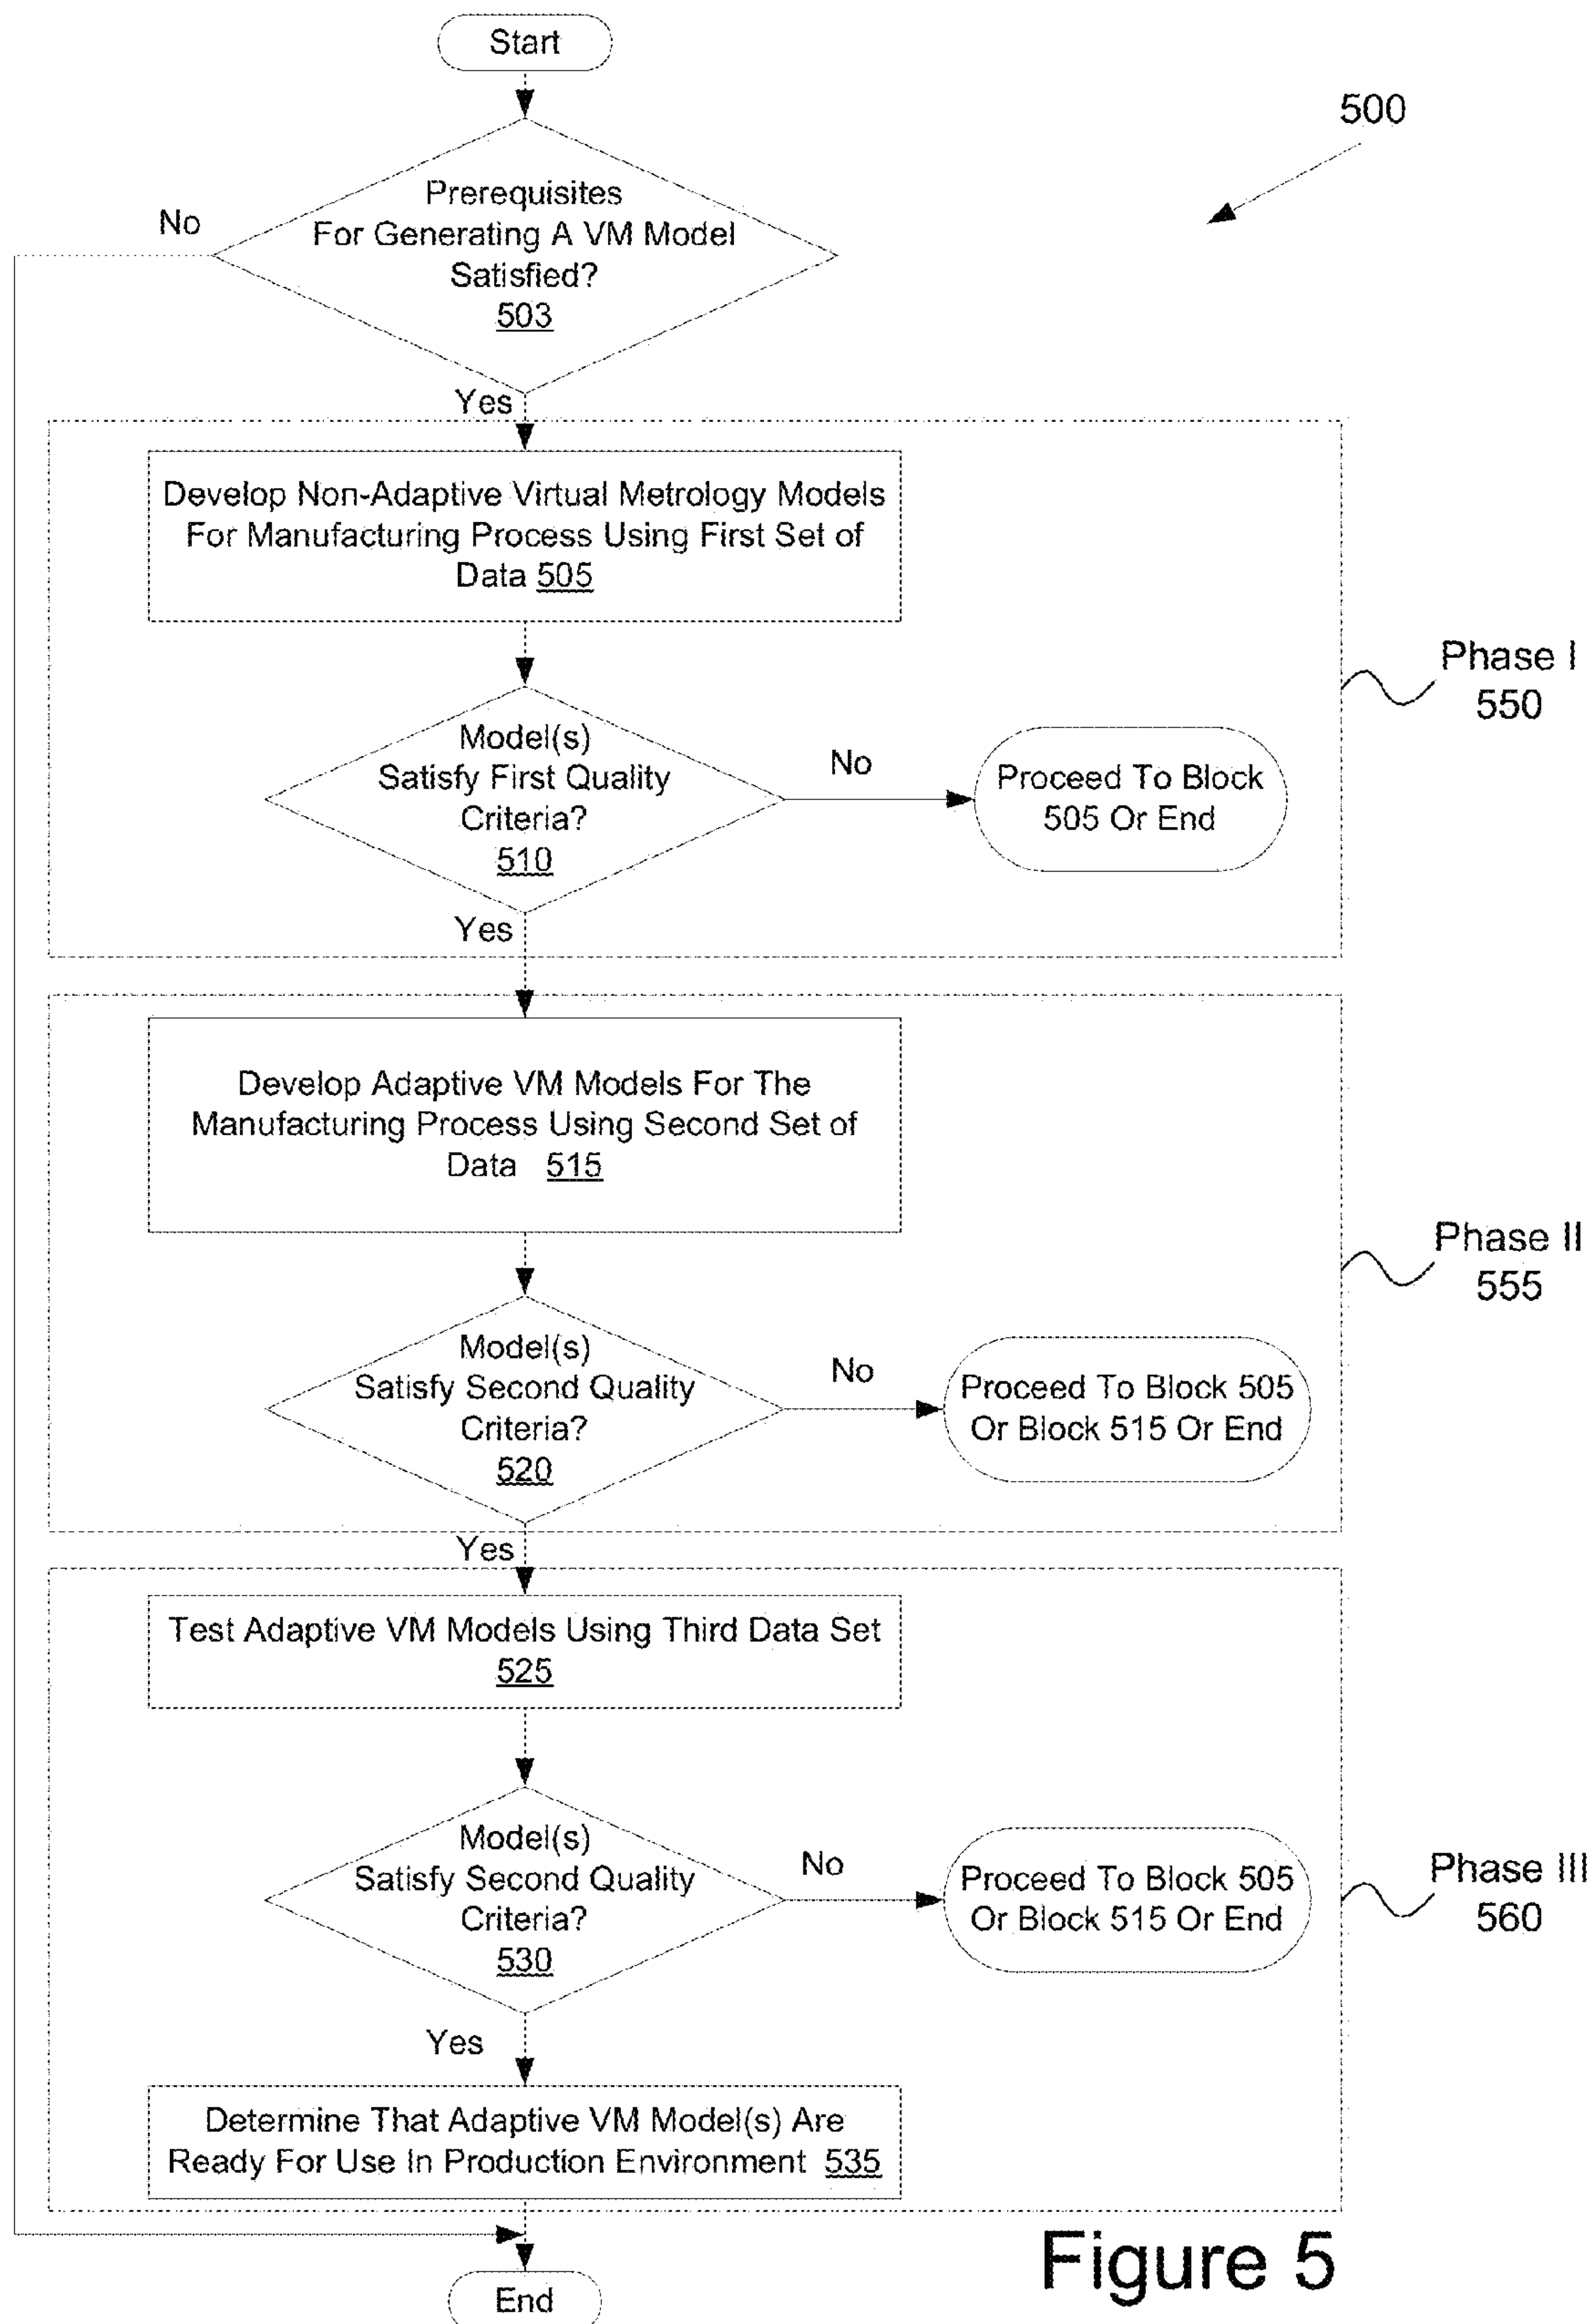 Start
500
Prerequisites
For Generating A VM Model
Satisfied?
503
No
Yes
Develop Non-Adaptive Virtual Metrology Models
For Manufacturing Process Using First Set of
Data 505
Phase I
550
Model(s)
Satisfy First Quality
Criteria?
510
No
Proceed To Block
505 Or End
Yes
Develop Adaptive VM Models For The
Manufacturing Process Using Second Set of
Data 515
Phase II
555
Model(s)
Satisfy Second Quality
Criteria?
520
No
Proceed To Block 505
Or Block 515 Or End
Yes
Test Adaptive VM Models Using Third Data Set
525
Model(s)
Satisfy Second Quality
Criteria?
530
No
Proceed To Block 505
Or Block 515 Or End
Phase III
560
Yes
Determine That Adaptive VM Model(s) Are
Ready For Use In Production Environment 535
End
Figure 5